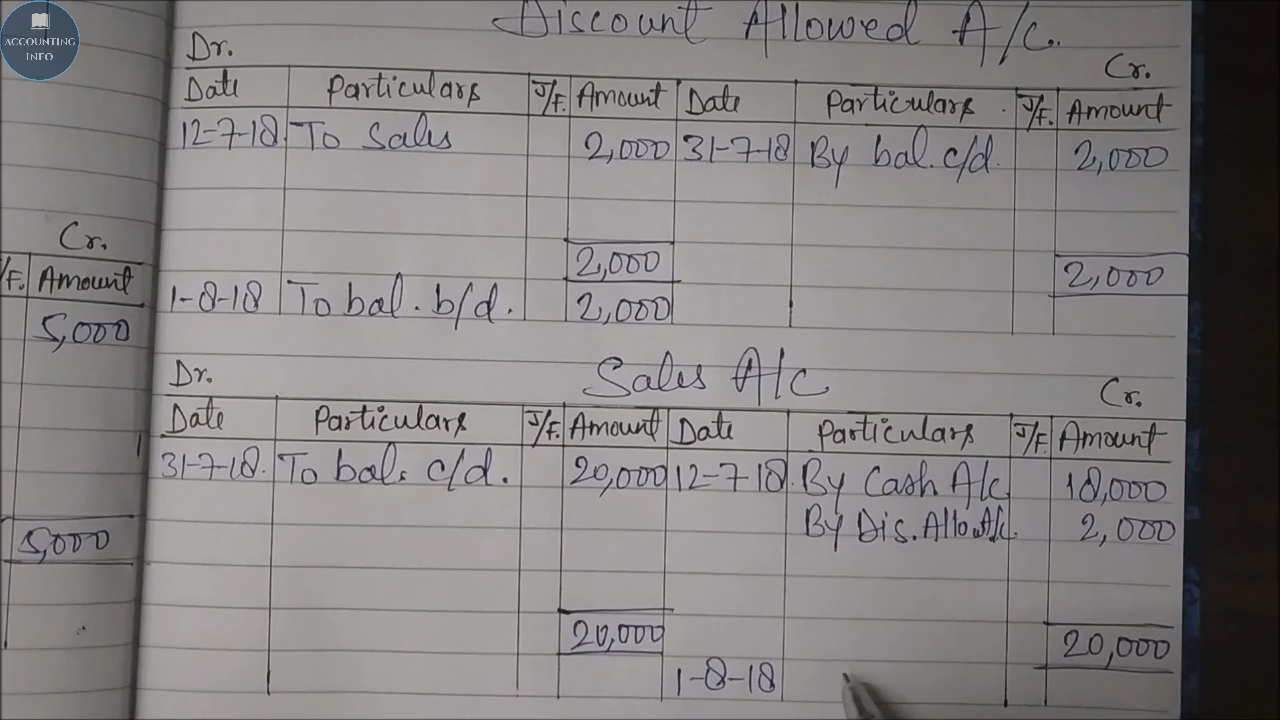 ACCOUNTING
INFO
Discount Allowed A/c.
Dr. Cr.
Date Particulars J/F. Amount Date Particulars . J/F. Amount
12-7-18 To Sales 2,000 31-7-18 By bal. c/d. 2,000
2,000 2,000
1-8-18 To bal. b/d. 2,000
Cr.
/F. Amount
5,000
5,000
Sales A/c
Dr. Cr.
Date Particulars J/F. Amount Date Particulars J/F. Amount
31-7-18. To bal. c/d. 20,000 12-7-18. By Cash A/c 18,000
By Dis. Allo. A/c. 2,000
20,000 20,000
1-8-18